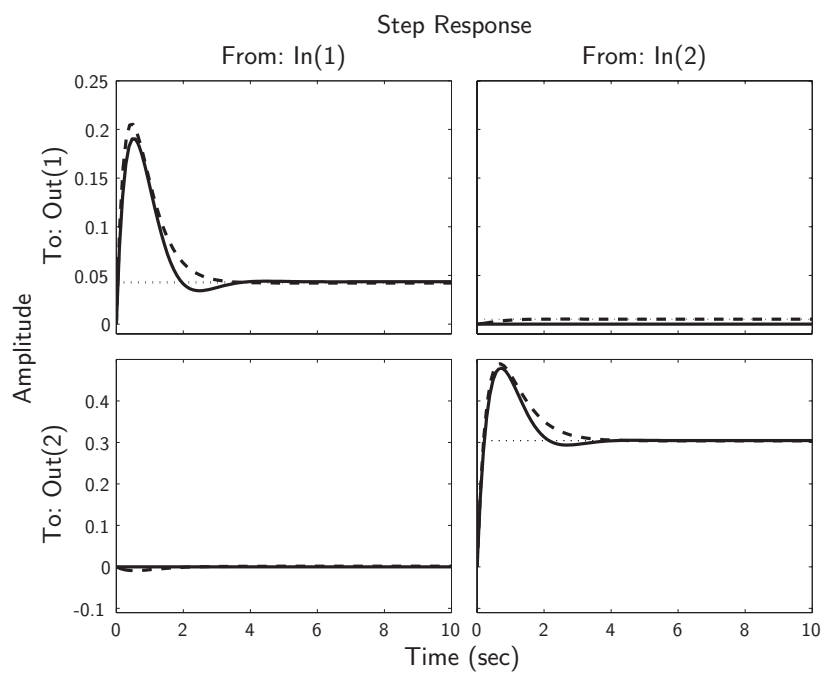 Step Response
From: In(1)
From: In(2)
Amplitude
To: Out(1)
0.25
0.2
0.15
0.1
0.05
0
To: Out(2)
0.4
0.3
0.2
0.1
0
-0.1
0 2 4 6 8 10
0 2 4 6 8 10
Time (sec)